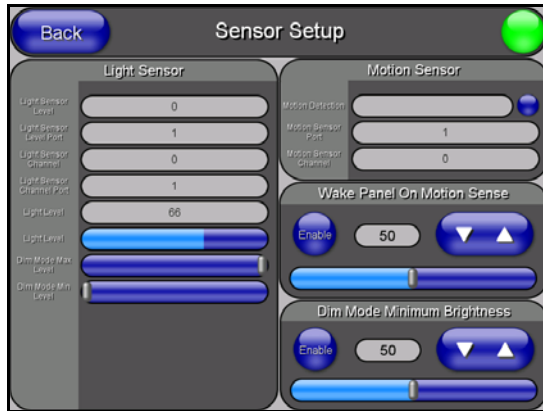 Back
Sensor Setup
Light Sensor
Light Sensor
Level
0
Light Sensor
Level Port
1
Light Sensor
Channel
0
Light Sensor
Channel Port
1
Light Level
66
Light Level
Dim Mode Max
Level
Dim Mode Min
Level
Motion Sensor
Motion Detection
Motion Sensor
Port
1
Motion Sensor
Channel
0
Wake Panel On Motion Sense
Enable
50
Dim Mode Minimum Brightness
Enable
50